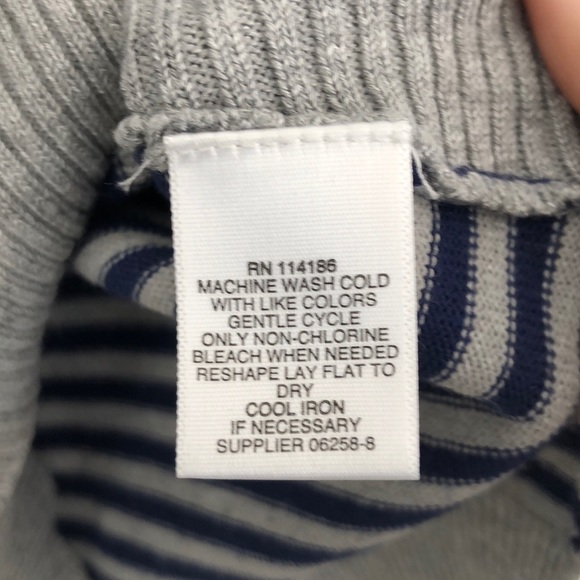 RN 114186
MACHINE WASH COLD
WITH LIKE COLORS
GENTLE CYCLE
ONLY NON-CHLORINE
BLEACH WHEN NEEDED
RESHAPE LAY FLAT TO
DRY
COOL IRON
IF NECESSARY
SUPPLIER 06258-8